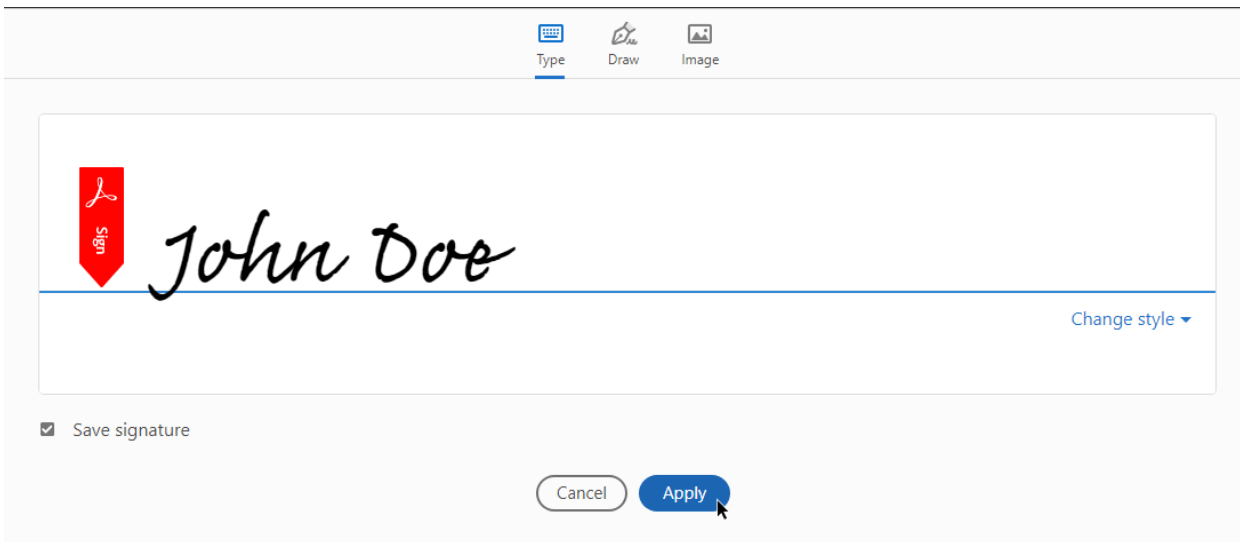 Type Draw Image
Sign
John Doe
Change style
Save signature
Cancel Apply